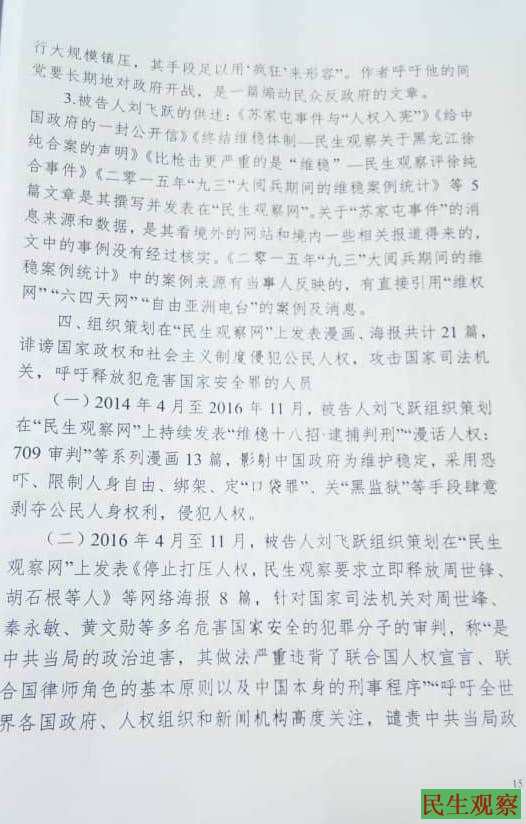 行大规模镇压，其手段足以用‘疯狂’来形容”。作者呼吁他的同
党要长期地对政府开战，是一篇煽动民众反政府的文章。
3.被告人刘飞跃的供述：《苏家屯事件与“人权入宪”》《给中
国政府的一封公开信》《终结维稳体制—民生观察关于黑龙江徐
纯合案的声明》《比枪击更严重的是“维稳”—民生观察评徐纯
合事件》《二零一五年“九三”大阅兵期间的维稳案例统计》等 5
篇文章是其撰写并发表在“民生观察网”。关于“苏家屯事件”的消
息来源和数据，是其看境外的网站和境内一些相关报道得来的，
文中的事例没有经过核实。《二零一五年“九三”大阅兵期间的维
稳案例统计》中的案例来源有当事人反映的，有直接引用“维权
网”“六四天网”“自由亚洲电台”的案例及消息。
四、组织策划在“民生观察网”上发表漫画、海报共计 21 篇，
诽谤国家政权和社会主义制度侵犯公民人权，攻击国家司法机
关，呼吁释放犯危害国家安全罪的人员
（一）2014 年 4 月至 2016 年 11 月，被告人刘飞跃组织策划
在“民生观察网”上持续发表“维稳十八招·逮捕判刑”“漫话人权：
709 审判”等系列漫画 13 篇，影射中国政府为维护稳定，采用恐
吓、限制人身自由、绑架、定“口袋罪”、关“黑监狱”等手段肆意
剥夺公民人身权利，侵犯人权。
（二）2016 年 4 月至 11 月，被告人刘飞跃组织策划在“民生
观察网”上发表《停止打压人权，民生观察要求立即释放周世锋、
胡石根等人》等网络海报 8 篇，针对国家司法机关对周世峰、
秦永敏、黄文勋等多名危害国家安全的犯罪分子的审判，称“是
中共当局的政治迫害，其做法严重违背了联合国人权宣言、联
合国律师角色的基本原则以及中国本身的刑事程序”“呼吁全世
界各国政府、人权组织和新闻机构高度关注，谴责中共当局政
15
民生观察